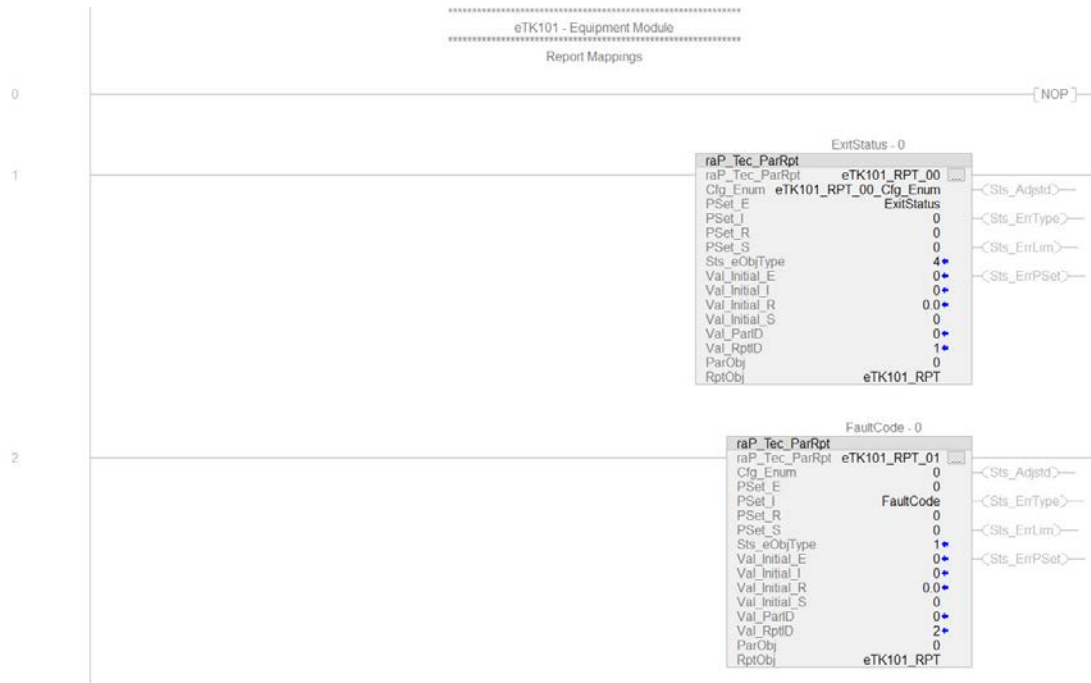 ************************************************************
eTK101 - Equipment Module
************************************************************
Report Mappings
0
[NOP]
ExitStatus - 0
1
raP_Tec_ParRpt
raP_Tec_ParRpt eTK101_RPT_00 ...
Cfg_Enum eTK101_RPT_00_Cfg_Enum (Sts_Adjstd)
PSet_E ExitStatus
PSet_I 0 (Sts_ErrType)
PSet_R 0
PSet_S 0 (Sts_ErrLim)
Sts_eObjType 4
Val_Initial_E 0 (Sts_ErrPSet)
Val_Initial_I 0
Val_Initial_R 0.0
Val_Initial_S 0
Val_ParID 0
Val_RptID 1
ParObj 0
RptObj eTK101_RPT
FaultCode - 0
2
raP_Tec_ParRpt
raP_Tec_ParRpt eTK101_RPT_01 ...
Cfg_Enum 0 (Sts_Adjstd)
PSet_E 0
PSet_I FaultCode (Sts_ErrType)
PSet_R 0
PSet_S 0 (Sts_ErrLim)
Sts_eObjType 1
Val_Initial_E 0 (Sts_ErrPSet)
Val_Initial_I 0
Val_Initial_R 0.0
Val_Initial_S 0
Val_ParID 0
Val_RptID 2
ParObj 0
RptObj eTK101_RPT